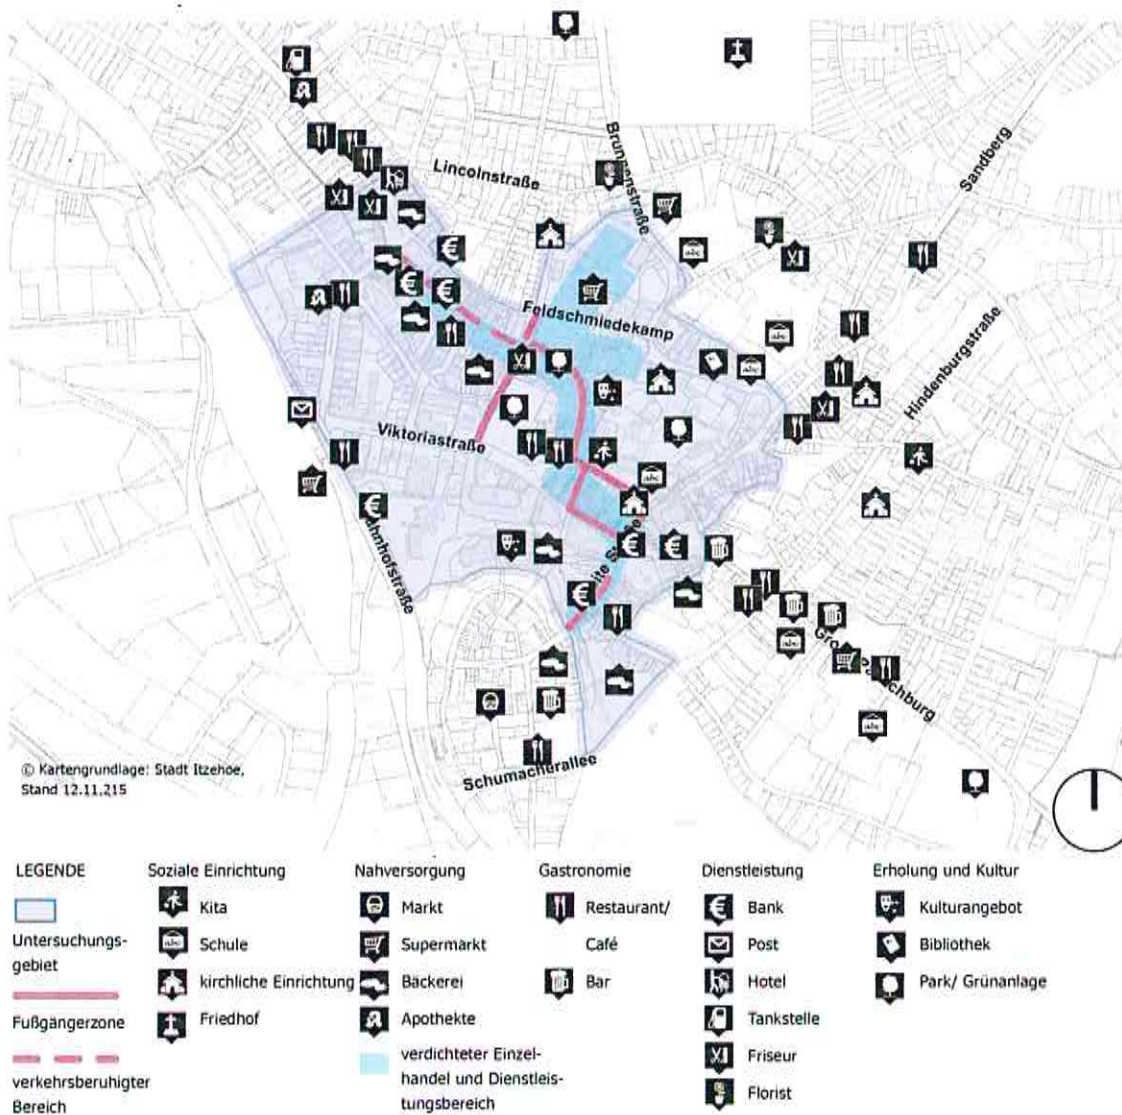 Brunnenstraße
Sandberg
Lincolnstraße
Feldschmiedekamp
Hindenburgstraße
Viktoriastraße
ahnhofstraße
Schumacherallee
© Kartengrundlage: Stadt Itzehoe,
Stand 12.11.215
LEGENDE
Untersuchungs-
gebiet
Fußgängerzone
verkehrsberuhigter
Bereich
Soziale Einrichtung
Kita
Schule
kirchliche Einrichtung
Friedhof
Nahversorgung
Markt
Supermarkt
Bäckerei
Apothekte
verdichteter Einzel-
handel und Dienstleis-
tungsbereich
Gastronomie
Restaurant/
Café
Bar
Dienstleistung
Bank
Post
Hotel
Tankstelle
Friseur
Florist
Erholung und Kultur
Kulturangebot
Bibliothek
Park/ Grünanlage